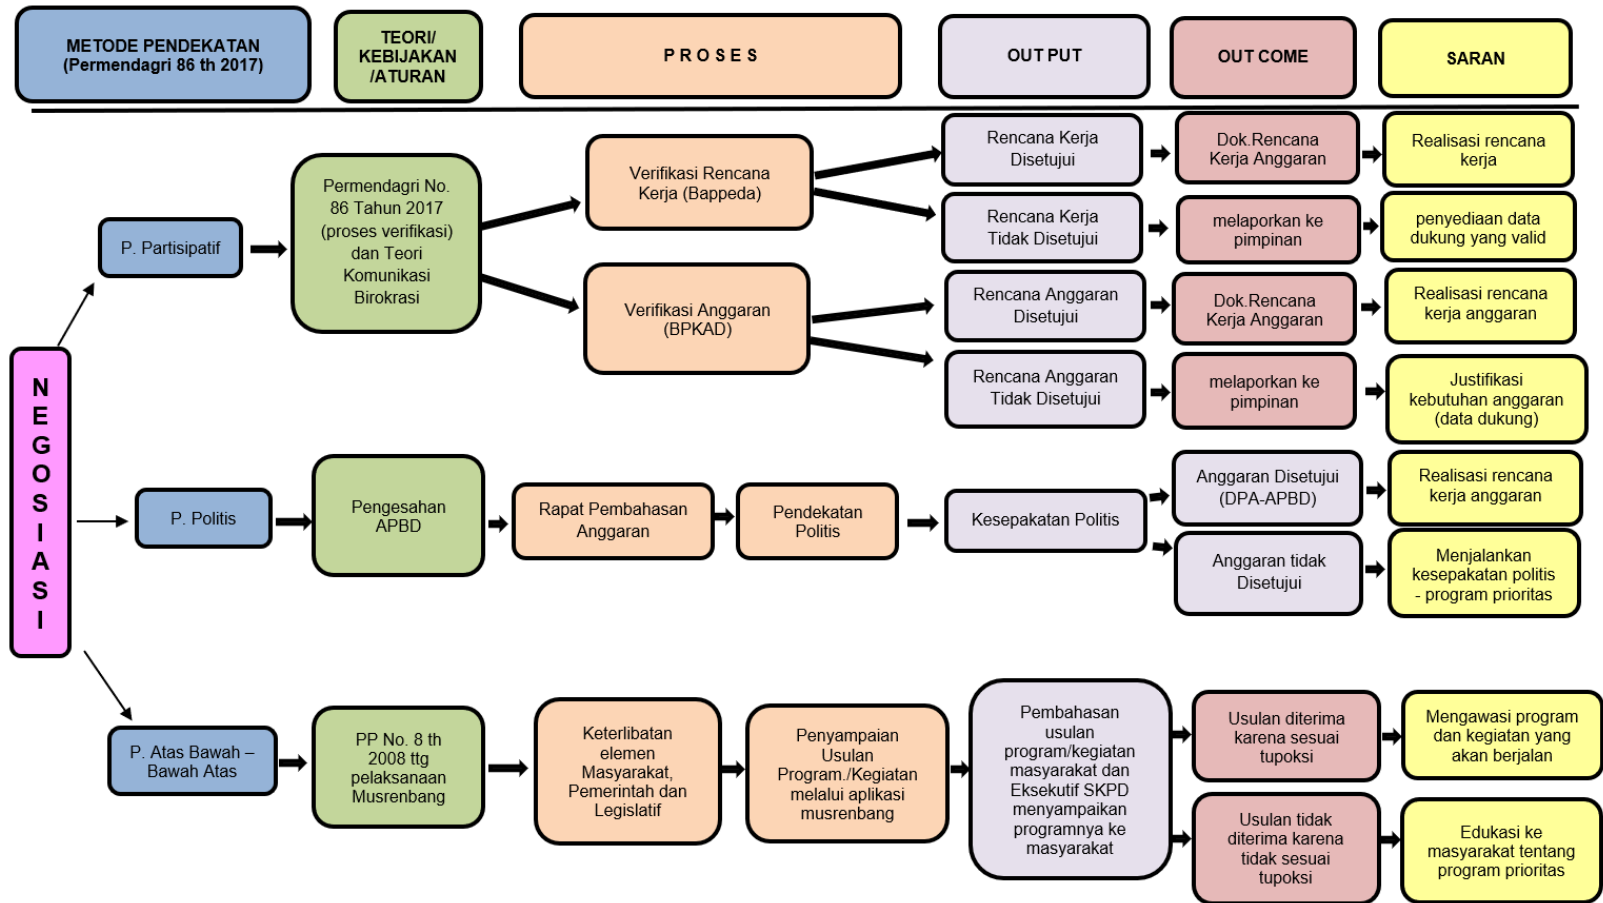 METODE PENDEKATAN
(Permendagri 86 th 2017)
TEORI/
KEBIJAKAN
/ATURAN
P R O S E S
OUT PUT
OUT COME
SARAN
NEGOSIASI
P. Partisipatif
Permendagri No.
86 Tahun 2017
(proses verifikasi)
dan Teori
Komunikasi
Birokrasi
Verifikasi Rencana
Kerja (Bappeda)
Rencana Kerja
Disetujui
Dok.Rencana
Kerja Anggaran
Realisasi rencana
kerja
Rencana Kerja
Tidak Disetujui
melaporkan ke
pimpinan
penyediaan data
dukung yang valid
Verifikasi Anggaran
(BPKAD)
Rencana Anggaran
Disetujui
Dok.Rencana
Kerja Anggaran
Realisasi rencana
kerja anggaran
Rencana Anggaran
Tidak Disetujui
melaporkan ke
pimpinan
Justifikasi
kebutuhan anggaran
(data dukung)
P. Politis
Pengesahan
APBD
Rapat Pembahasan
Anggaran
Pendekatan
Politis
Kesepakatan Politis
Anggaran Disetujui
(DPA-APBD)
Realisasi rencana
kerja anggaran
Anggaran tidak
Disetujui
Menjalankan
kesepakatan politis
- program prioritas
P. Atas Bawah –
Bawah Atas
PP No. 8 th
2008 ttg
pelaksanaan
Musrenbang
Keterlibatan
elemen
Masyarakat,
Pemerintah dan
Legislatif
Penyampaian
Usulan
Program./Kegiatan
melalui aplikasi
musrenbang
Pembahasan
usulan
program/kegiatan
masyarakat dan
Eksekutif SKPD
menyampaikan
programnya ke
masyarakat
Usulan diterima
karena sesuai
tupoksi
Mengawasi program
dan kegiatan yang
akan berjalan
Usulan tidak
diterima karena
tidak sesuai
tupoksi
Edukasi ke
masyarakat tentang
program prioritas